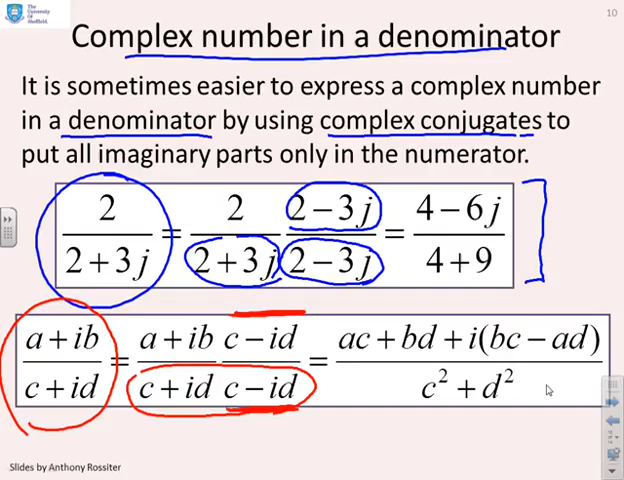 The
University
Of
Sheffield.
10
Complex number in a denominator
It is sometimes easier to express a complex number
in a denominator by using complex conjugates to
put all imaginary parts only in the numerator.
2/(2 + 3j) = 2/(2 + 3j) (2 − 3j)/(2 − 3j) = (4 − 6j)/(4 + 9)
(a + ib)/(c + id) = (a + ib)/(c + id) (c − id)/(c − id) = (ac + bd + i(bc − ad))/(c² + d²)
Slides by Anthony Rossiter